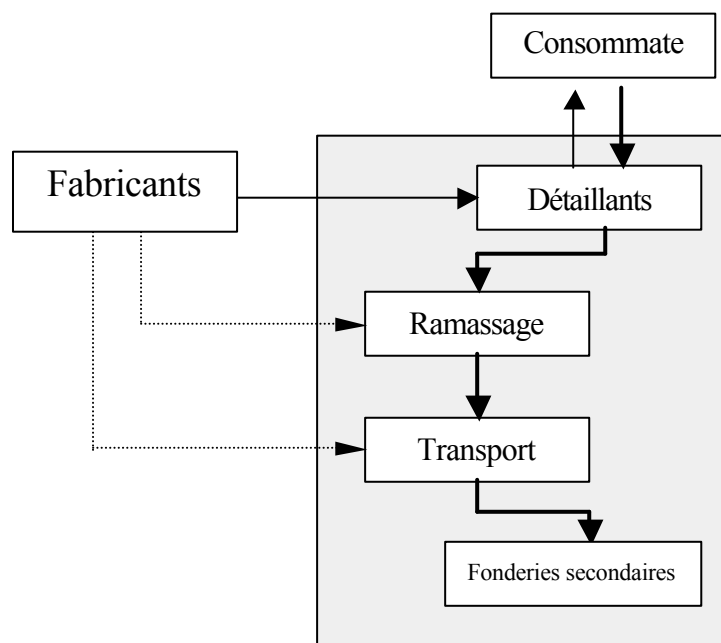 Consommate
Fabricants
Détaillants
Ramassage
Transport
Fonderies secondaires